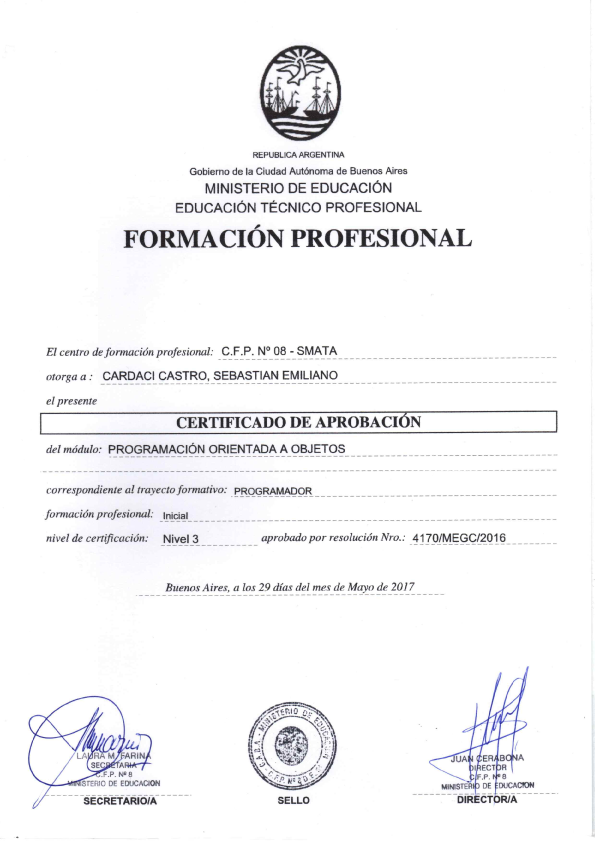 REPUBLICA ARGENTINA
Gobierno de la Ciudad Autónoma de Buenos Aires
MINISTERIO DE EDUCACIÓN
EDUCACIÓN TÉCNICO PROFESIONAL
FORMACIÓN PROFESIONAL
El centro de formación profesional: C.F.P. Nº 08 - SMATA
otorga a : CARDACI CASTRO, SEBASTIAN EMILIANO
el presente
CERTIFICADO DE APROBACIÓN
del módulo: PROGRAMACIÓN ORIENTADA A OBJETOS
correspondiente al trayecto formativo: PROGRAMADOR
formación profesional: Inicial
nivel de certificación: Nivel 3 aprobado por resolución Nro.: 4170/MEGC/2016
Buenos Aires, a los 29 días del mes de Mayo de 2017
LAURA M. FARINA
SECRETARIA
C.F.P. Nº 8
MINISTERIO DE EDUCACIÓN
SECRETARIO/A
G.C.B.A. - MINISTERIO DE EDUCACION
C.F.P. Nº
SELLO
JUAN CERABONA
DIRECTOR
C.F.P. Nº 8
MINISTERIO DE EDUCACIÓN
DIRECTOR/A